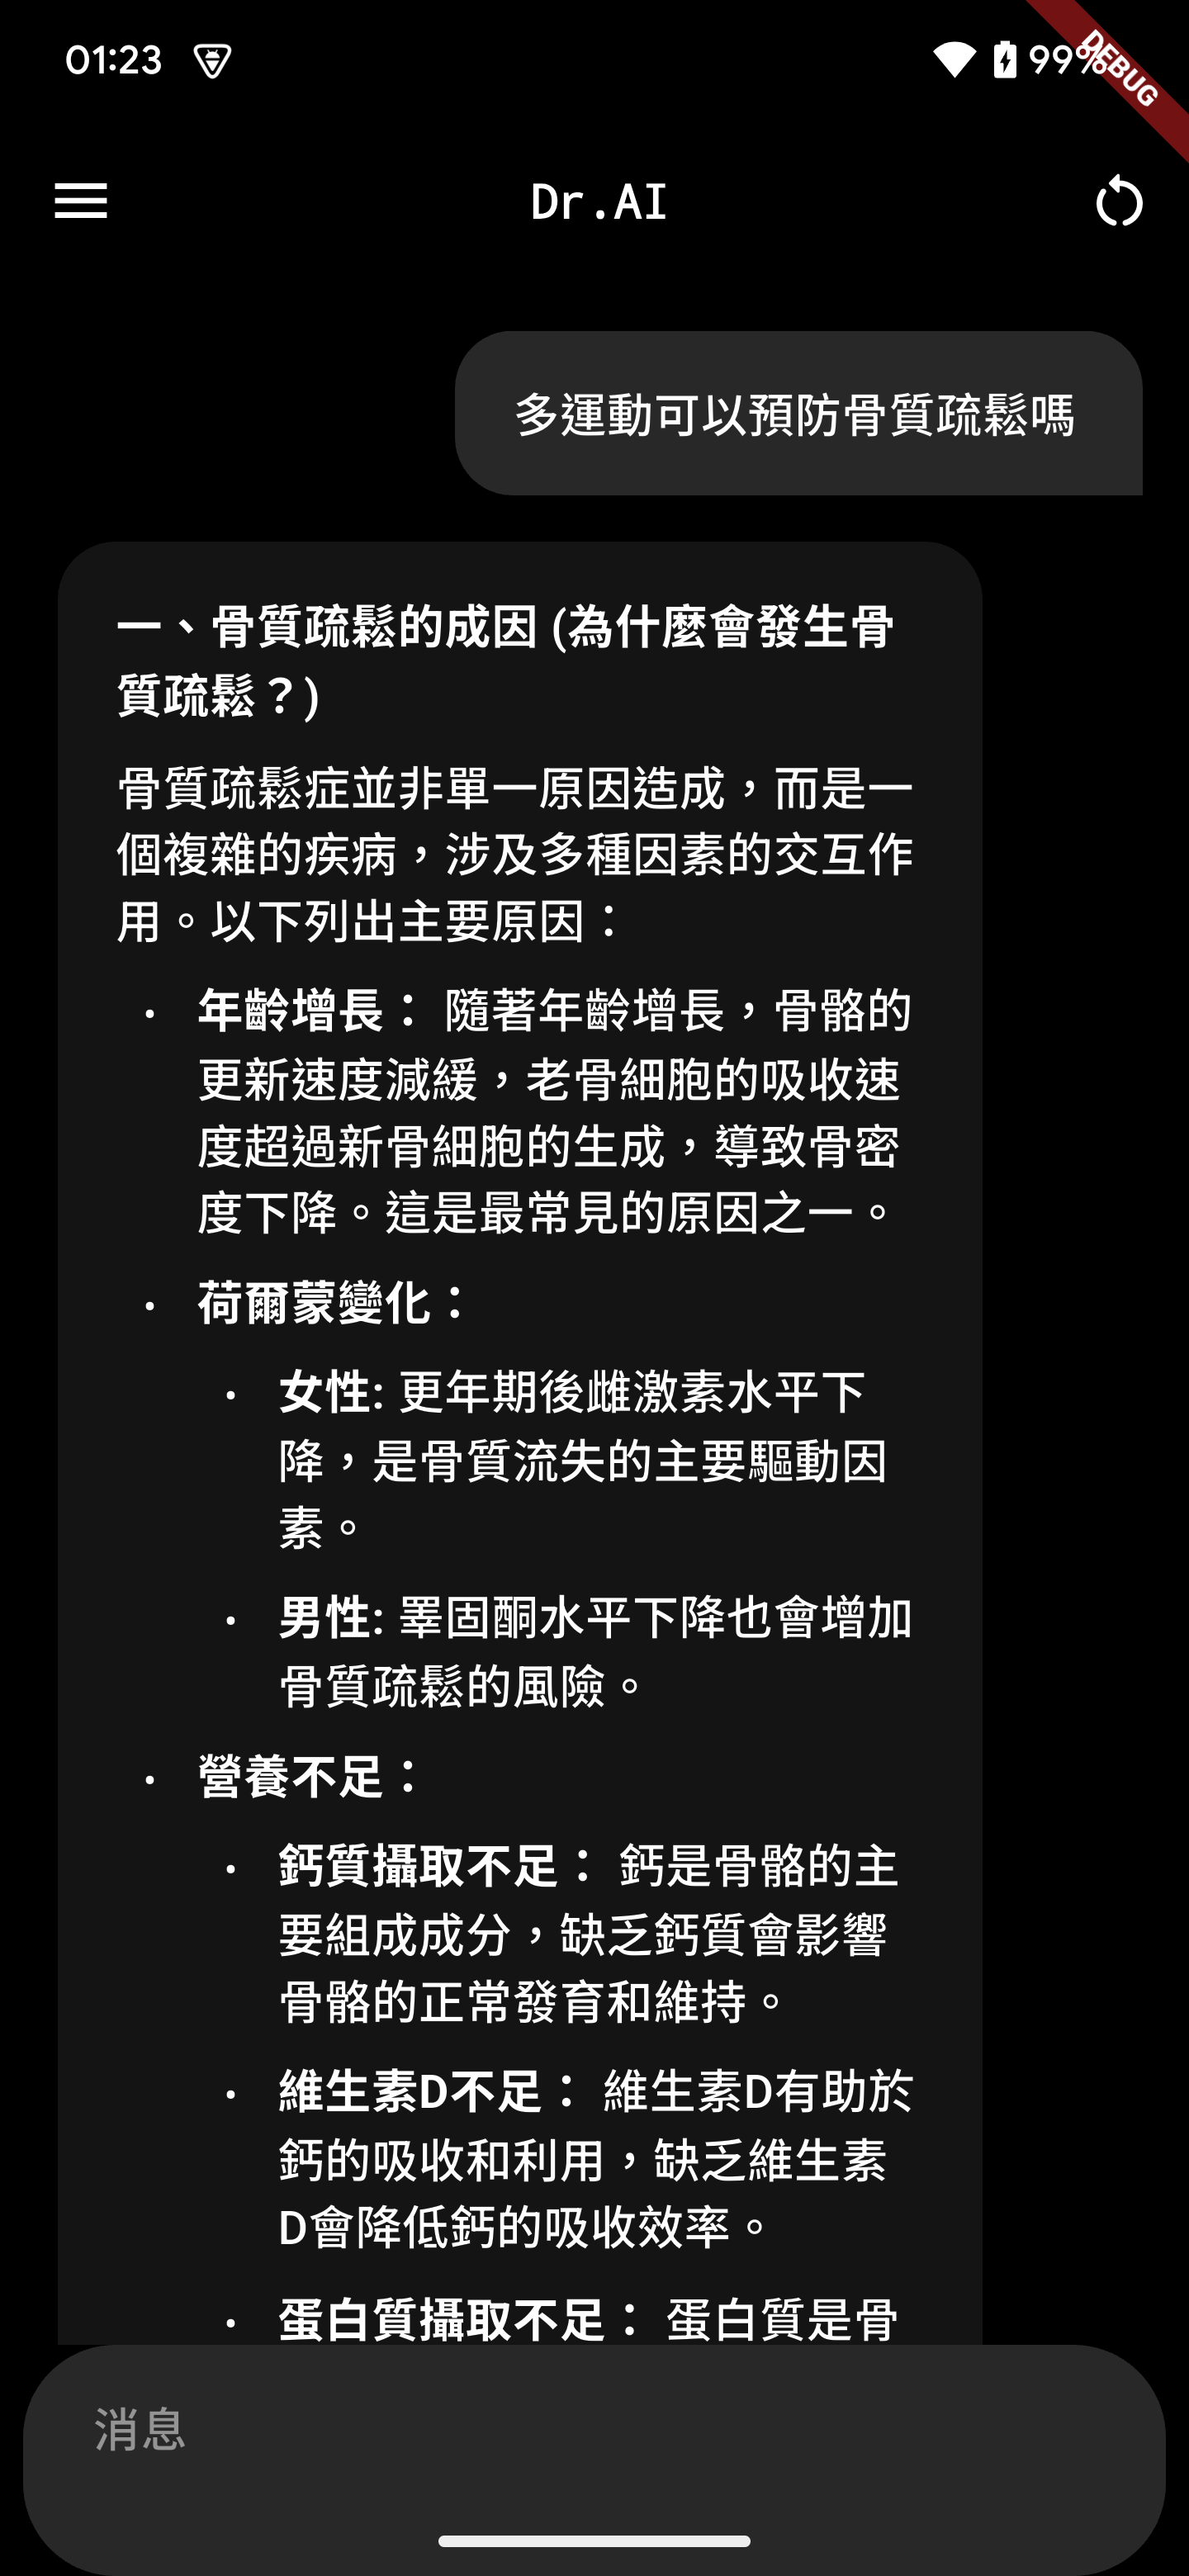 01:23
99%
DEBUG
Dr.AI
多運動可以預防骨質疏鬆嗎
一、骨質疏鬆的成因 (為什麼會發生骨
質疏鬆？)
骨質疏鬆症並非單一原因造成，而是一
個複雜的疾病，涉及多種因素的交互作
用。以下列出主要原因：
• 年齡增長： 隨著年齡增長，骨骼的
更新速度減緩，老骨細胞的吸收速
度超過新骨細胞的生成，導致骨密
度下降。這是最常見的原因之一。
• 荷爾蒙變化：
• 女性: 更年期後雌激素水平下
降，是骨質流失的主要驅動因
素。
• 男性: 睪固酮水平下降也會增加
骨質疏鬆的風險。
• 營養不足：
• 鈣質攝取不足： 鈣是骨骼的主
要組成成分，缺乏鈣質會影響
骨骼的正常發育和維持。
• 維生素D不足： 維生素D有助於
鈣的吸收和利用，缺乏維生素
D會降低鈣的吸收效率。
• 蛋白質攝取不足： 蛋白質是骨
消息